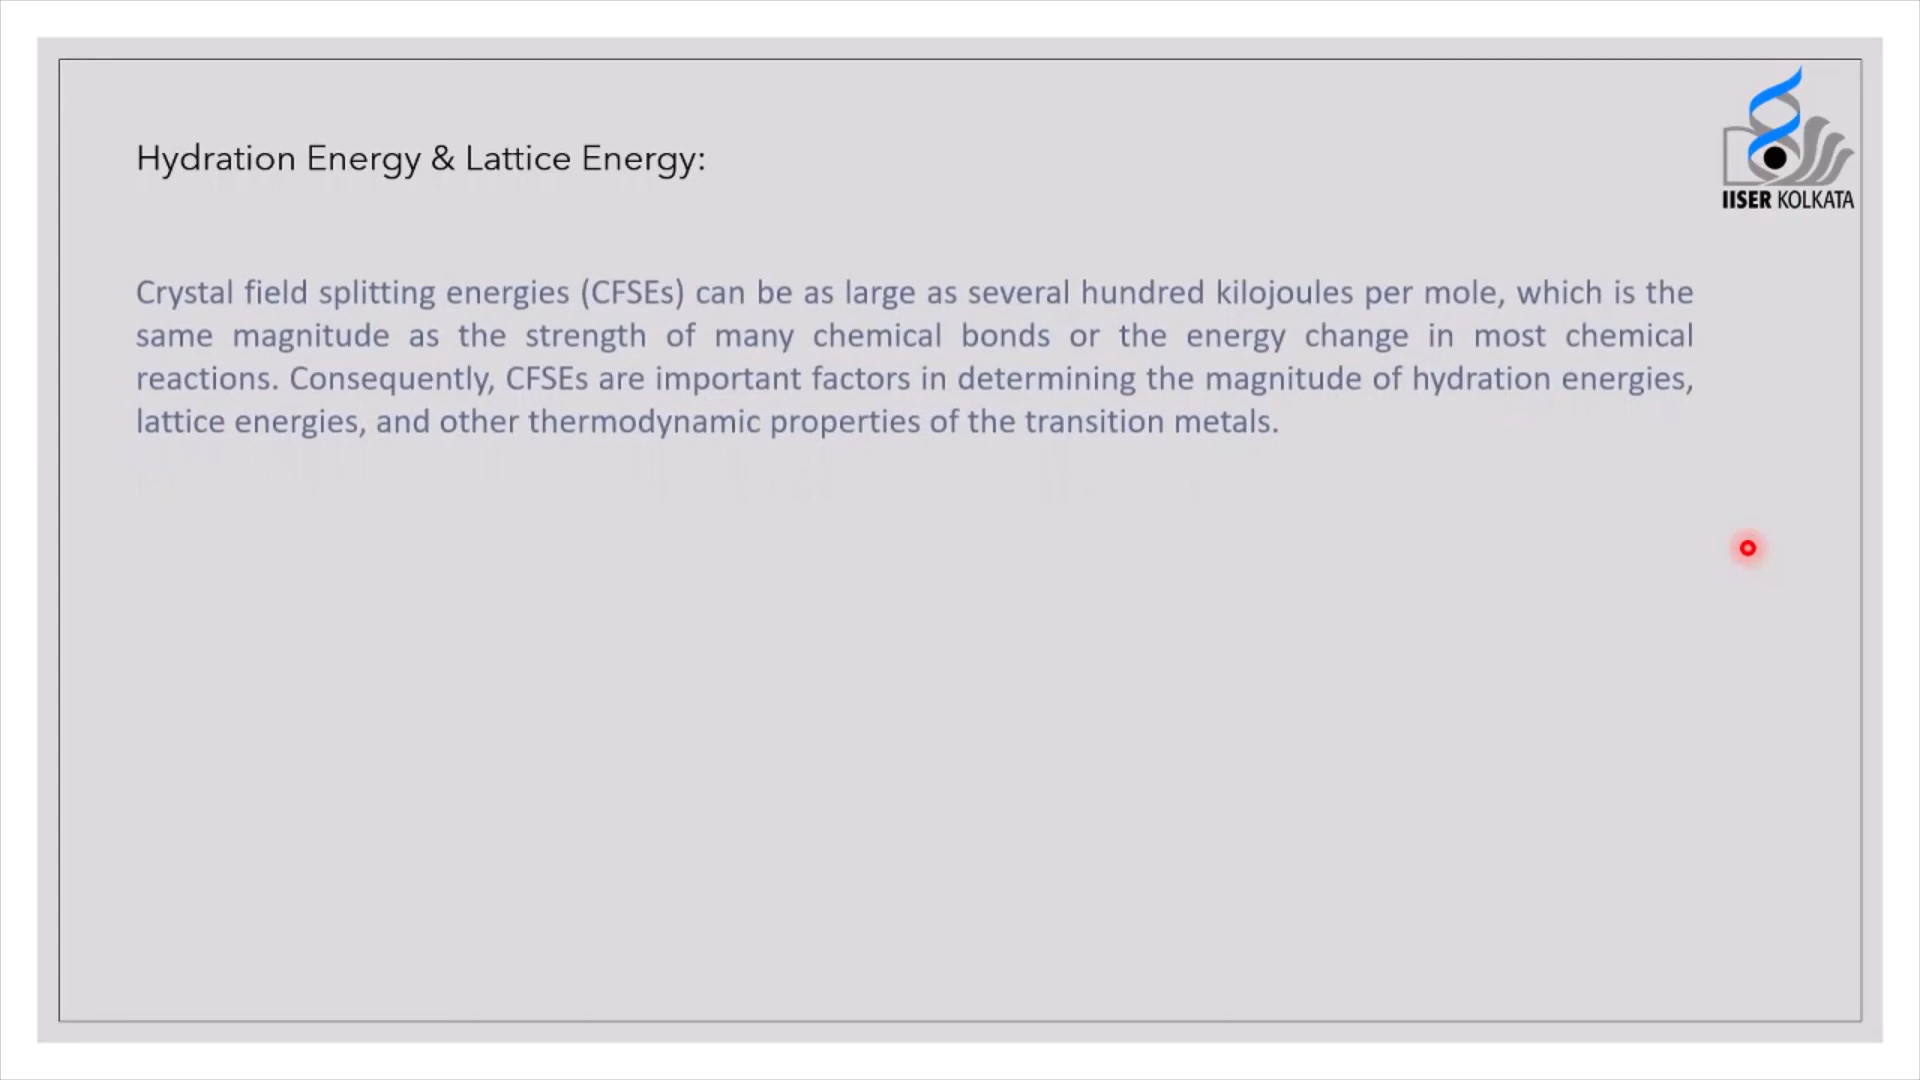 Hydration Energy & Lattice Energy:
IISER KOLKATA
Crystal field splitting energies (CFSEs) can be as large as several hundred kilojoules per mole, which is the
same magnitude as the strength of many chemical bonds or the energy change in most chemical
reactions. Consequently, CFSEs are important factors in determining the magnitude of hydration energies,
lattice energies, and other thermodynamic properties of the transition metals.